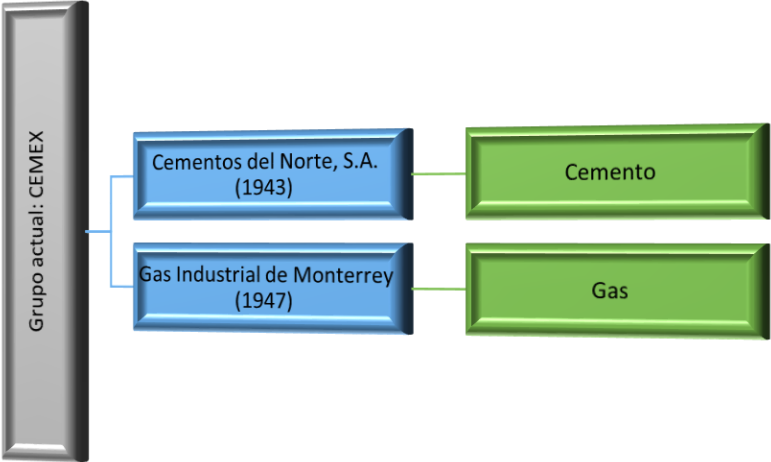 Grupo actual: CEMEX
Cementos del Norte, S.A.
(1943)
Cemento
Gas Industrial de Monterrey
(1947)
Gas